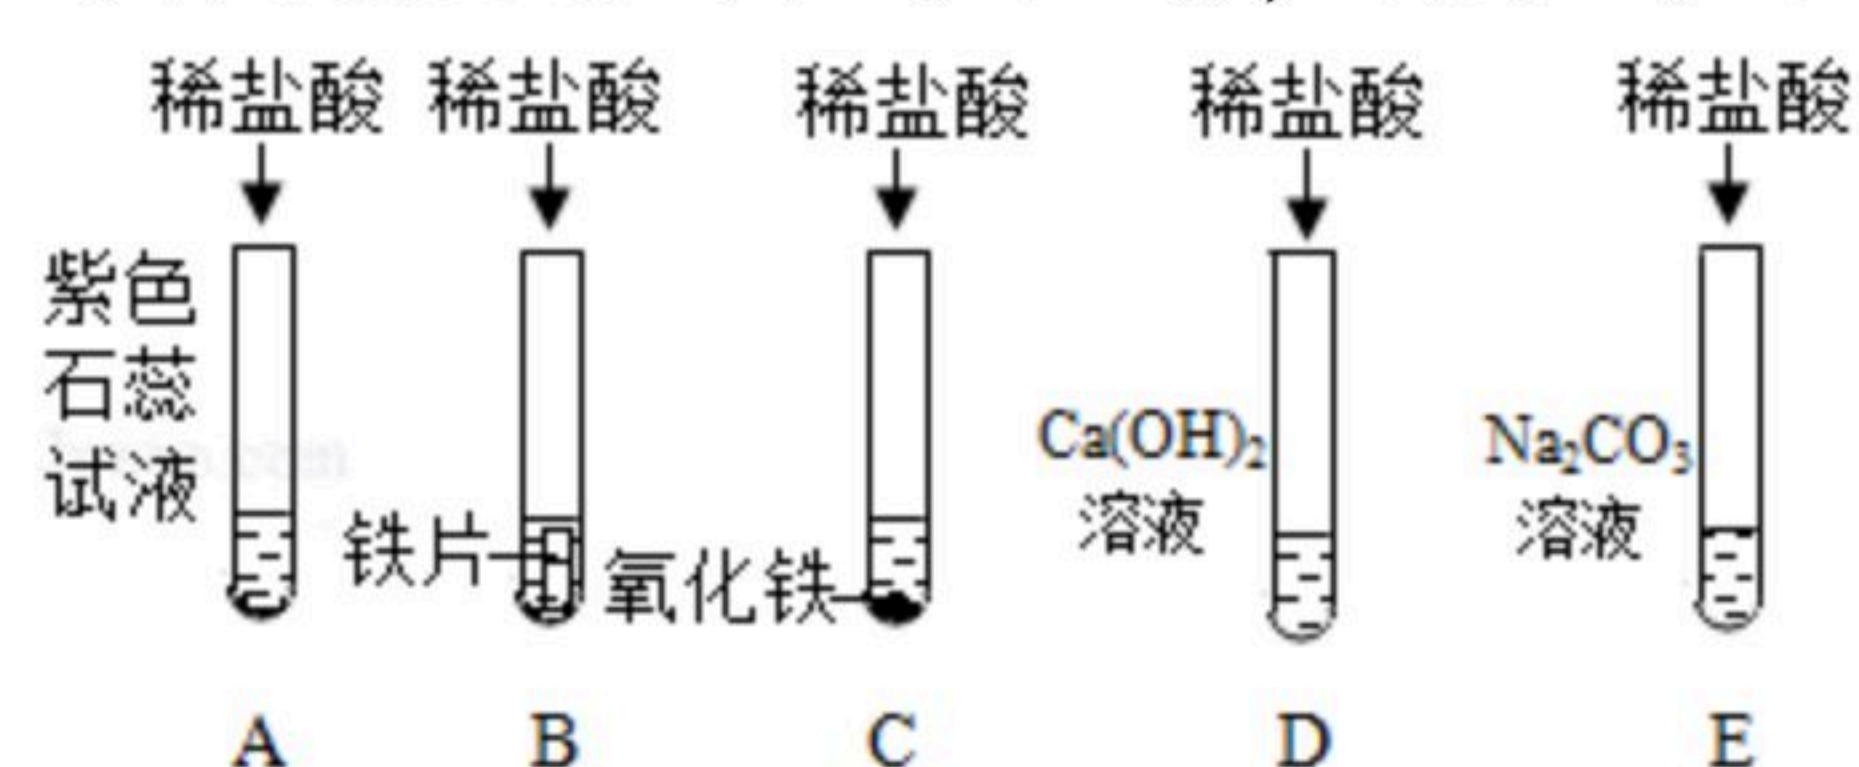 稀盐酸 稀盐酸 稀盐酸 稀盐酸 稀盐酸
紫色
石蕊
试液
铁片
氧化铁
Ca(OH)₂
溶液
Na₂CO₃
溶液
A B C D E